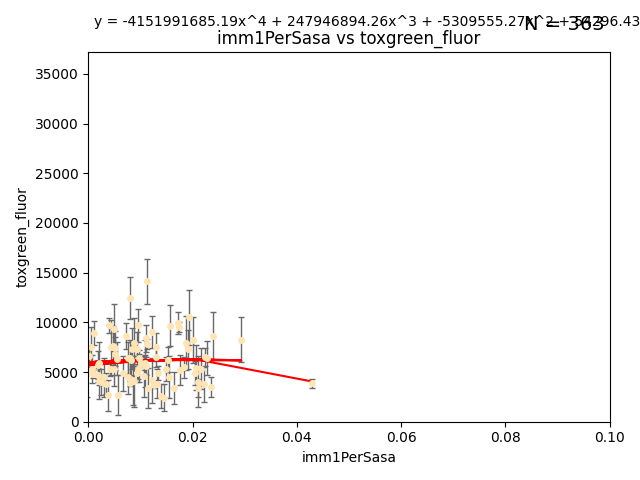 y = -4151991685.19x^4 + 247946894.26x^3 + -5309555.27x^2 + 54296.43
N = 363
imm1PerSasa vs toxgreen_fluor
35000
30000
25000
20000
15000
10000
5000
0
toxgreen_fluor
0.00 0.02 0.04 0.06 0.08 0.10
imm1PerSasa